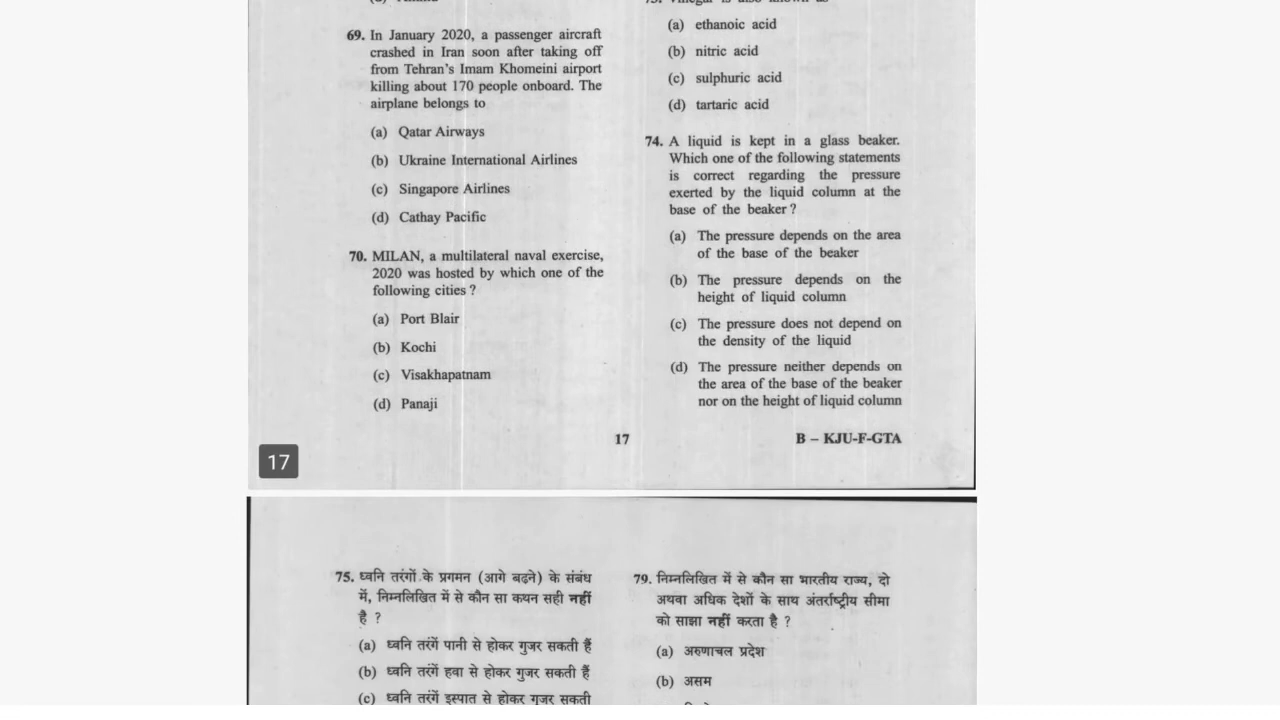 69. In January 2020, a passenger aircraft
crashed in Iran soon after taking off
from Tehran's Imam Khomeini airport
killing about 170 people onboard. The
airplane belongs to
(a) Qatar Airways
(b) Ukraine International Airlines
(c) Singapore Airlines
(d) Cathay Pacific
70. MILAN, a multilateral naval exercise,
2020 was hosted by which one of the
following cities ?
(a) Port Blair
(b) Kochi
(c) Visakhapatnam
(d) Panaji
(a) ethanoic acid
(b) nitric acid
(c) sulphuric acid
(d) tartaric acid
74. A liquid is kept in a glass beaker.
Which one of the following statements
is correct regarding the pressure
exerted by the liquid column at the
base of the beaker ?
(a) The pressure depends on the area
of the base of the beaker
(b) The pressure depends on the
height of liquid column
(c) The pressure does not depend on
the density of the liquid
(d) The pressure neither depends on
the area of the base of the beaker
nor on the height of liquid column
17
B – KJU-F-GTA
17
75. ध्वनि तरंगों के प्रगमन (आगे बढ़ने) के संबंध
में, निम्नलिखित में से कौन सा कथन सही नहीं
है ?
(a) ध्वनि तरंगें पानी से होकर गुजर सकती हैं
(b) ध्वनि तरंगें हवा से होकर गुजर सकती हैं
(c) ध्वनि तरंगें इस्पात से होकर गुजर सकती
79. निम्नलिखित में से कौन सा भारतीय राज्य, दो
अथवा अधिक देशों के साथ अंतर्राष्ट्रीय सीमा
को साझा नहीं करता है ?
(a) अरुणाचल प्रदेश
(b) असम